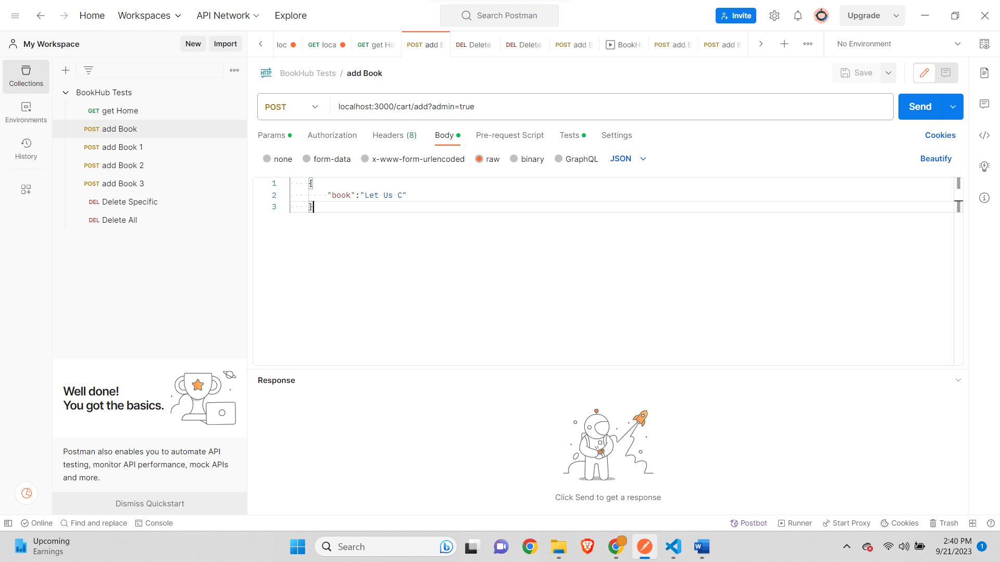 Home Workspaces API Network Explore Search Postman Invite Upgrade
My Workspace New Import loc GET loca GET get Ho POST add B DEL Delete DEL Delete POST add B BookHu POST add B POST add B No Environment
Collections
Environments
History
BookHub Tests
GET get Home
POST add Book
POST add Book 1
POST add Book 2
POST add Book 3
DEL Delete Specific
DEL Delete All
Well done!
You got the basics.
Postman also enables you to automate API
testing, monitor API performance, mock APIs
and more.
Dismiss Quickstart
HTTP BookHub Tests / add Book Save
POST localhost:3000/cart/add?admin=true Send
Params Authorization Headers (8) Body Pre-request Script Tests Settings Cookies
none form-data x-www-form-urlencoded raw binary GraphQL JSON Beautify
1 {
2 "book":"Let Us C"
3 }
Response
Click Send to get a response
Online Find and replace Console Postbot Runner Start Proxy Cookies Trash
Upcoming
Earnings
Search
W
2:40 PM
9/21/2023
1